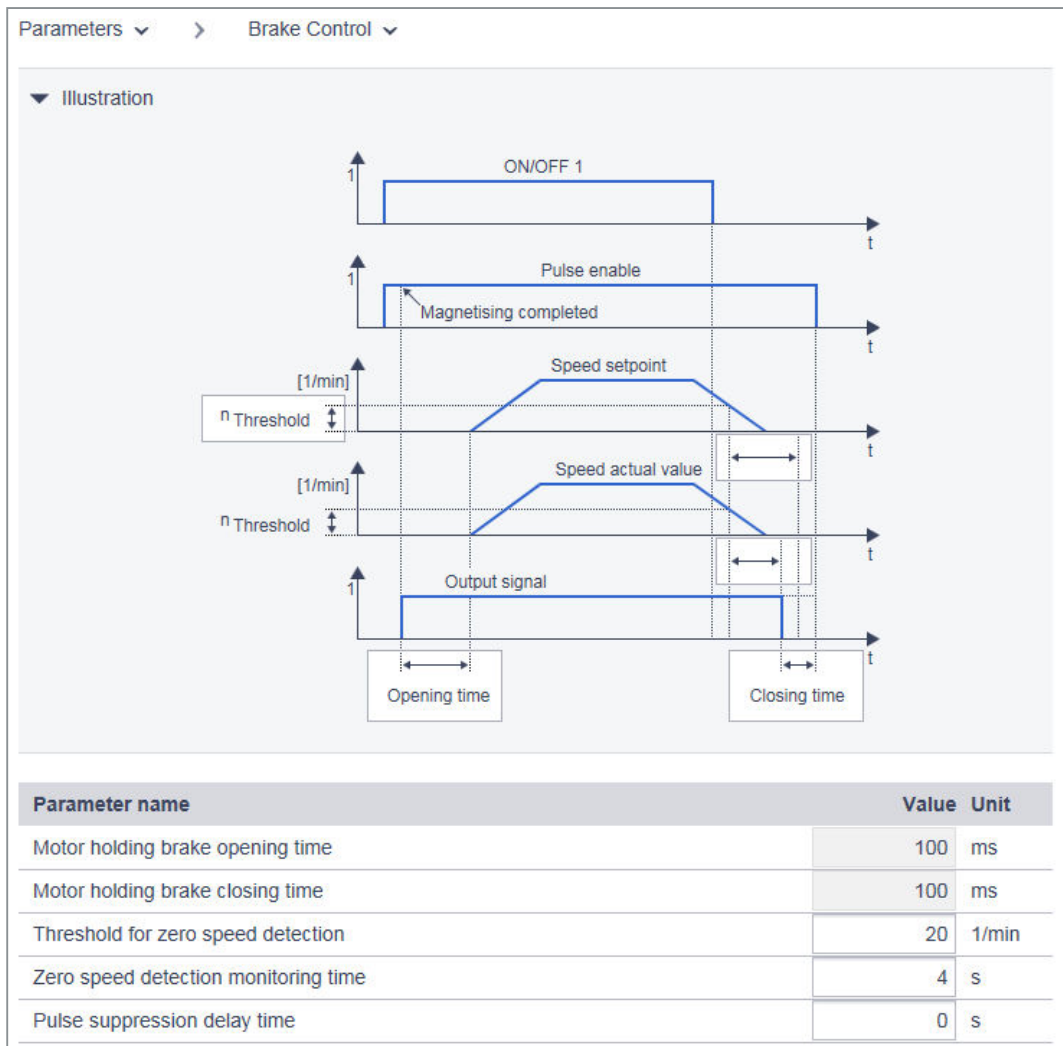 Parameters > Brake Control
Illustration
1
ON/OFF 1
t
1
Pulse enable
Magnetising completed
t
[1/min]
Speed setpoint
n Threshold
t
[1/min]
Speed actual value
n Threshold
t
1
Output signal
t
Opening time
Closing time
Parameter name Value Unit
Motor holding brake opening time 100 ms
Motor holding brake closing time 100 ms
Threshold for zero speed detection 20 1/min
Zero speed detection monitoring time 4 s
Pulse suppression delay time 0 s